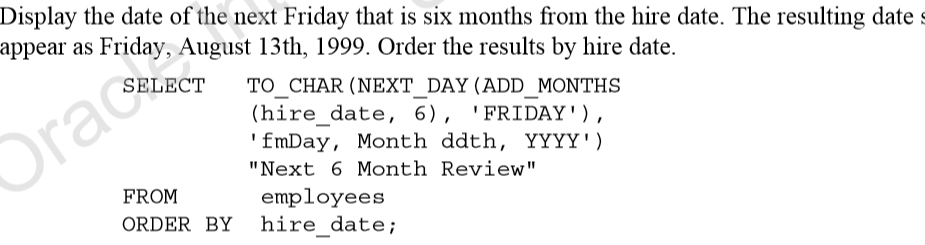 Display the date of the next Friday that is six months from the hire date. The resulting date
appear as Friday, August 13th, 1999. Order the results by hire date.
SELECT TO_CHAR(NEXT_DAY(ADD_MONTHS
(hire_date, 6), 'FRIDAY'),
'fmDay, Month ddth, YYYY')
"Next 6 Month Review"
FROM employees
ORDER BY hire_date;
Oracle